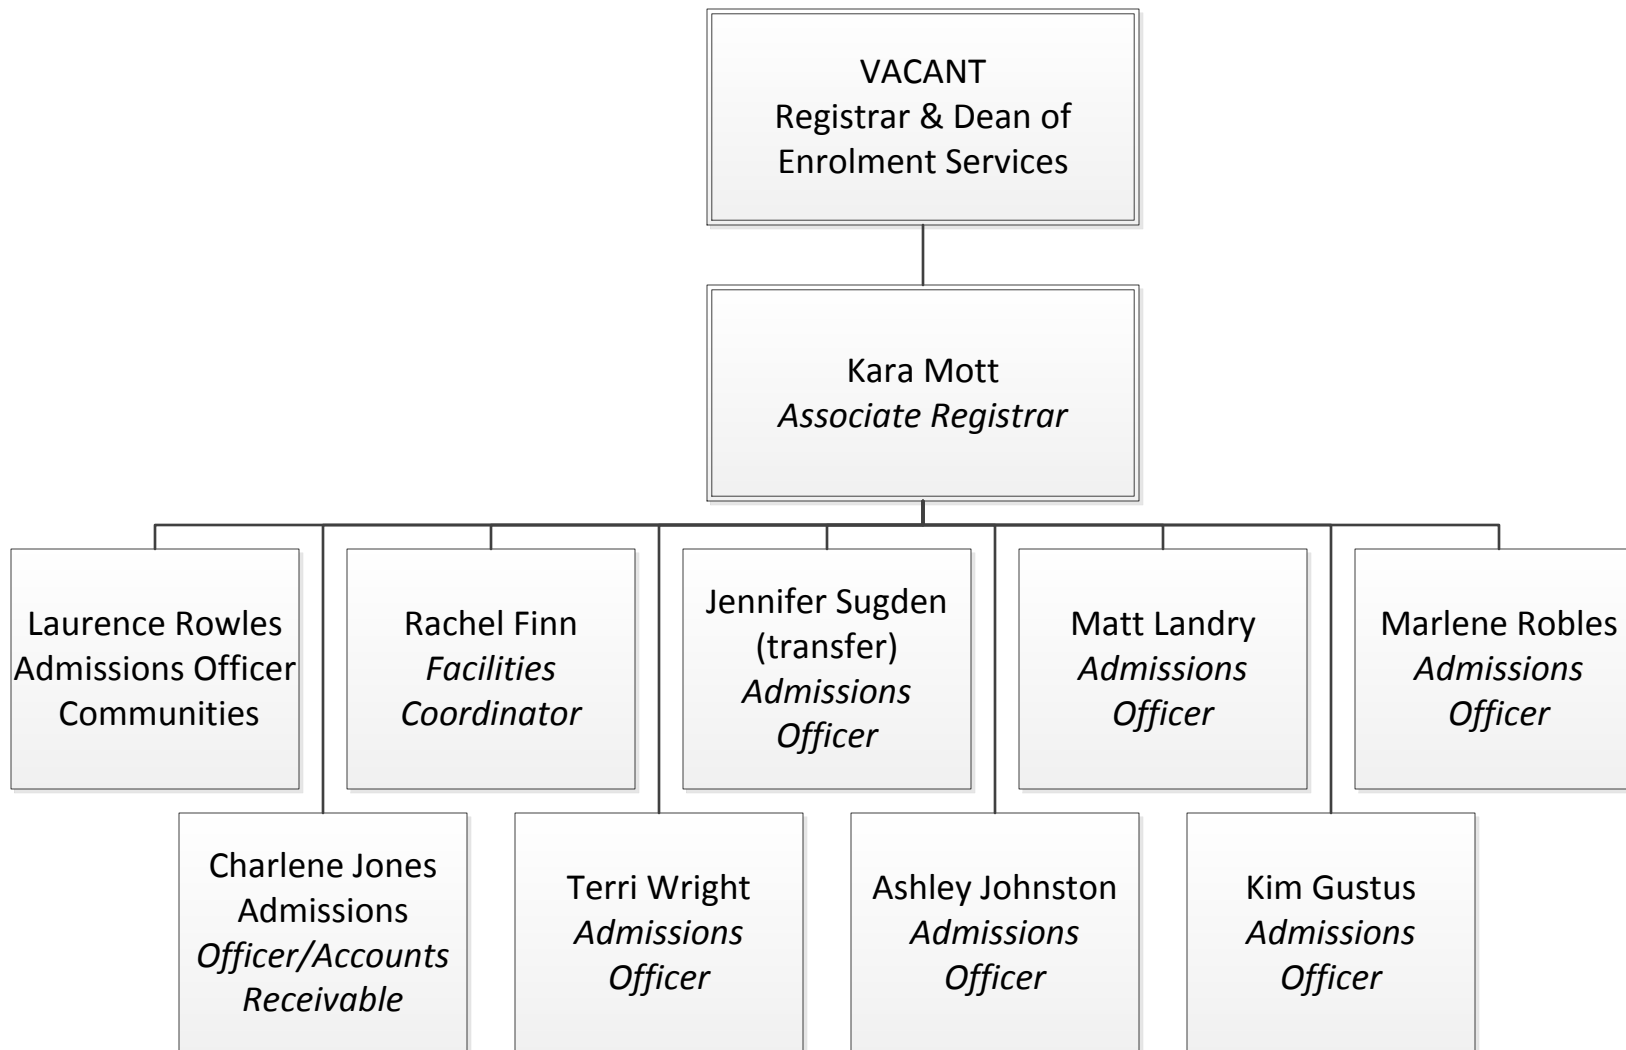 VACANT
Registrar & Dean of
Enrolment Services
Kara Mott
Associate Registrar
Laurence Rowles
Admissions Officer
Communities
Rachel Finn
Facilities
Coordinator
Jennifer Sugden
(transfer)
Admissions
Officer
Matt Landry
Admissions
Officer
Marlene Robles
Admissions
Officer
Charlene Jones
Admissions
Officer/Accounts
Receivable
Terri Wright
Admissions
Officer
Ashley Johnston
Admissions
Officer
Kim Gustus
Admissions
Officer